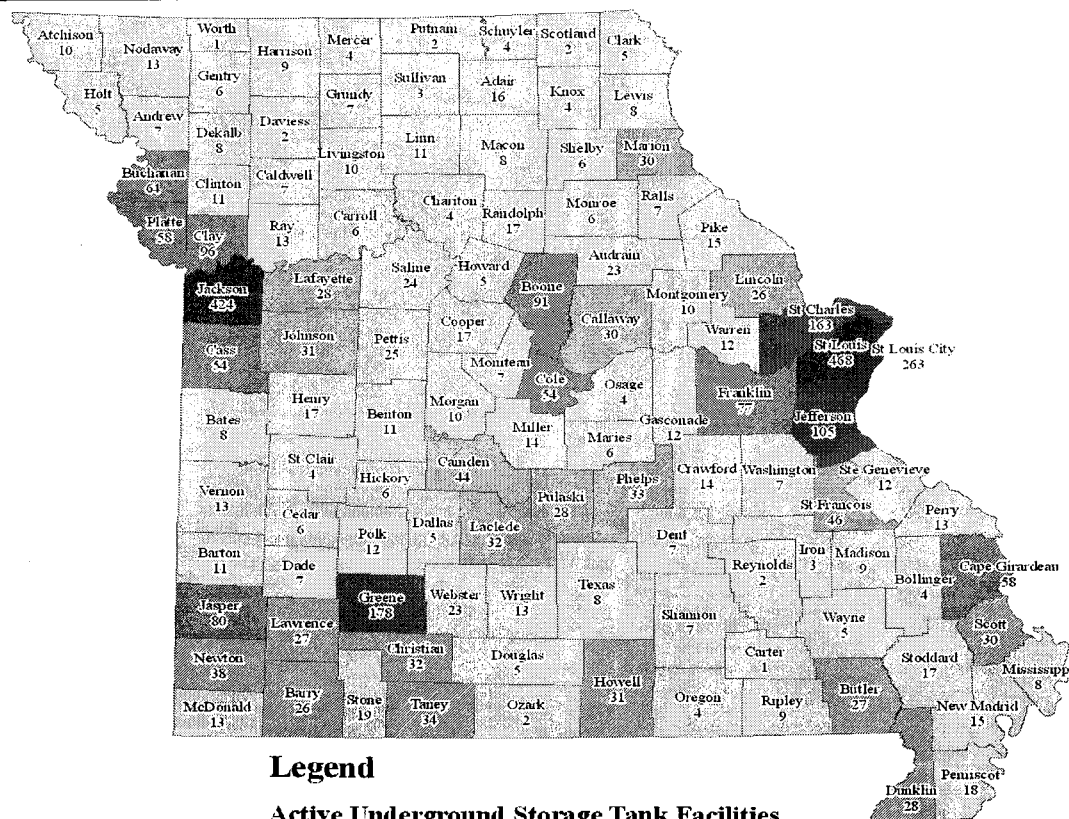 Atchison
10
Nodaway
13
Worth
1
Harrison
9
Mercer
4
Putnam
2
Schuyler
4
Scotland
2
Clark
5
Holt
5
Gentry
6
Grundy
7
Sullivan
3
Adair
16
Knox
4
Lewis
8
Andrew
7
Dekalb
8
Daviess
2
Livingston
10
Linn
11
Macon
8
Shelby
6
Marion
30
Buchanan
64
Clinton
11
Caldwell
7
Chariton
4
Randolph
17
Monroe
6
Ralls
7
Platte
58
Clay
96
Ray
13
Carroll
6
Pike
15
Audrain
23
Jackson
424
Lafayette
28
Saline
24
Howard
5
Boone
91
Callaway
30
Montgomery
10
Lincoln
26
St Charles
163
Warren
12
St Louis
468
St Louis City
263
Cass
54
Johnson
31
Pettis
25
Cooper
17
Moniteau
7
Cole
54
Osage
4
Gasconade
12
Franklin
77
Jefferson
105
Bates
8
Henry
17
Benton
11
Morgan
10
Miller
14
Maries
6
St Clair
4
Hickory
6
Camden
44
Pulaski
28
Phelps
33
Crawford
14
Washington
7
Ste Genevieve
12
St Francois
46
Perry
13
Vernon
13
Cedar
6
Polk
12
Dallas
5
Laclede
32
Dent
7
Iron
3
Madison
9
Barton
11
Dade
7
Greene
178
Webster
23
Wright
13
Texas
8
Reynolds
2
Bollinger
4
Cape Girardeau
58
Jasper
80
Lawrence
27
Christian
32
Douglas
5
Shannon
7
Wayne
5
Scott
30
Newton
38
Howell
31
Carter
1
Stoddard
17
Mississipp
8
McDonald
13
Barry
26
Stone
19
Taney
34
Ozark
2
Oregon
4
Ripley
9
Butler
27
New Madrid
15
Dunklin
28
Pemiscot
18
Legend
Active Underground Storage Tank Facilities